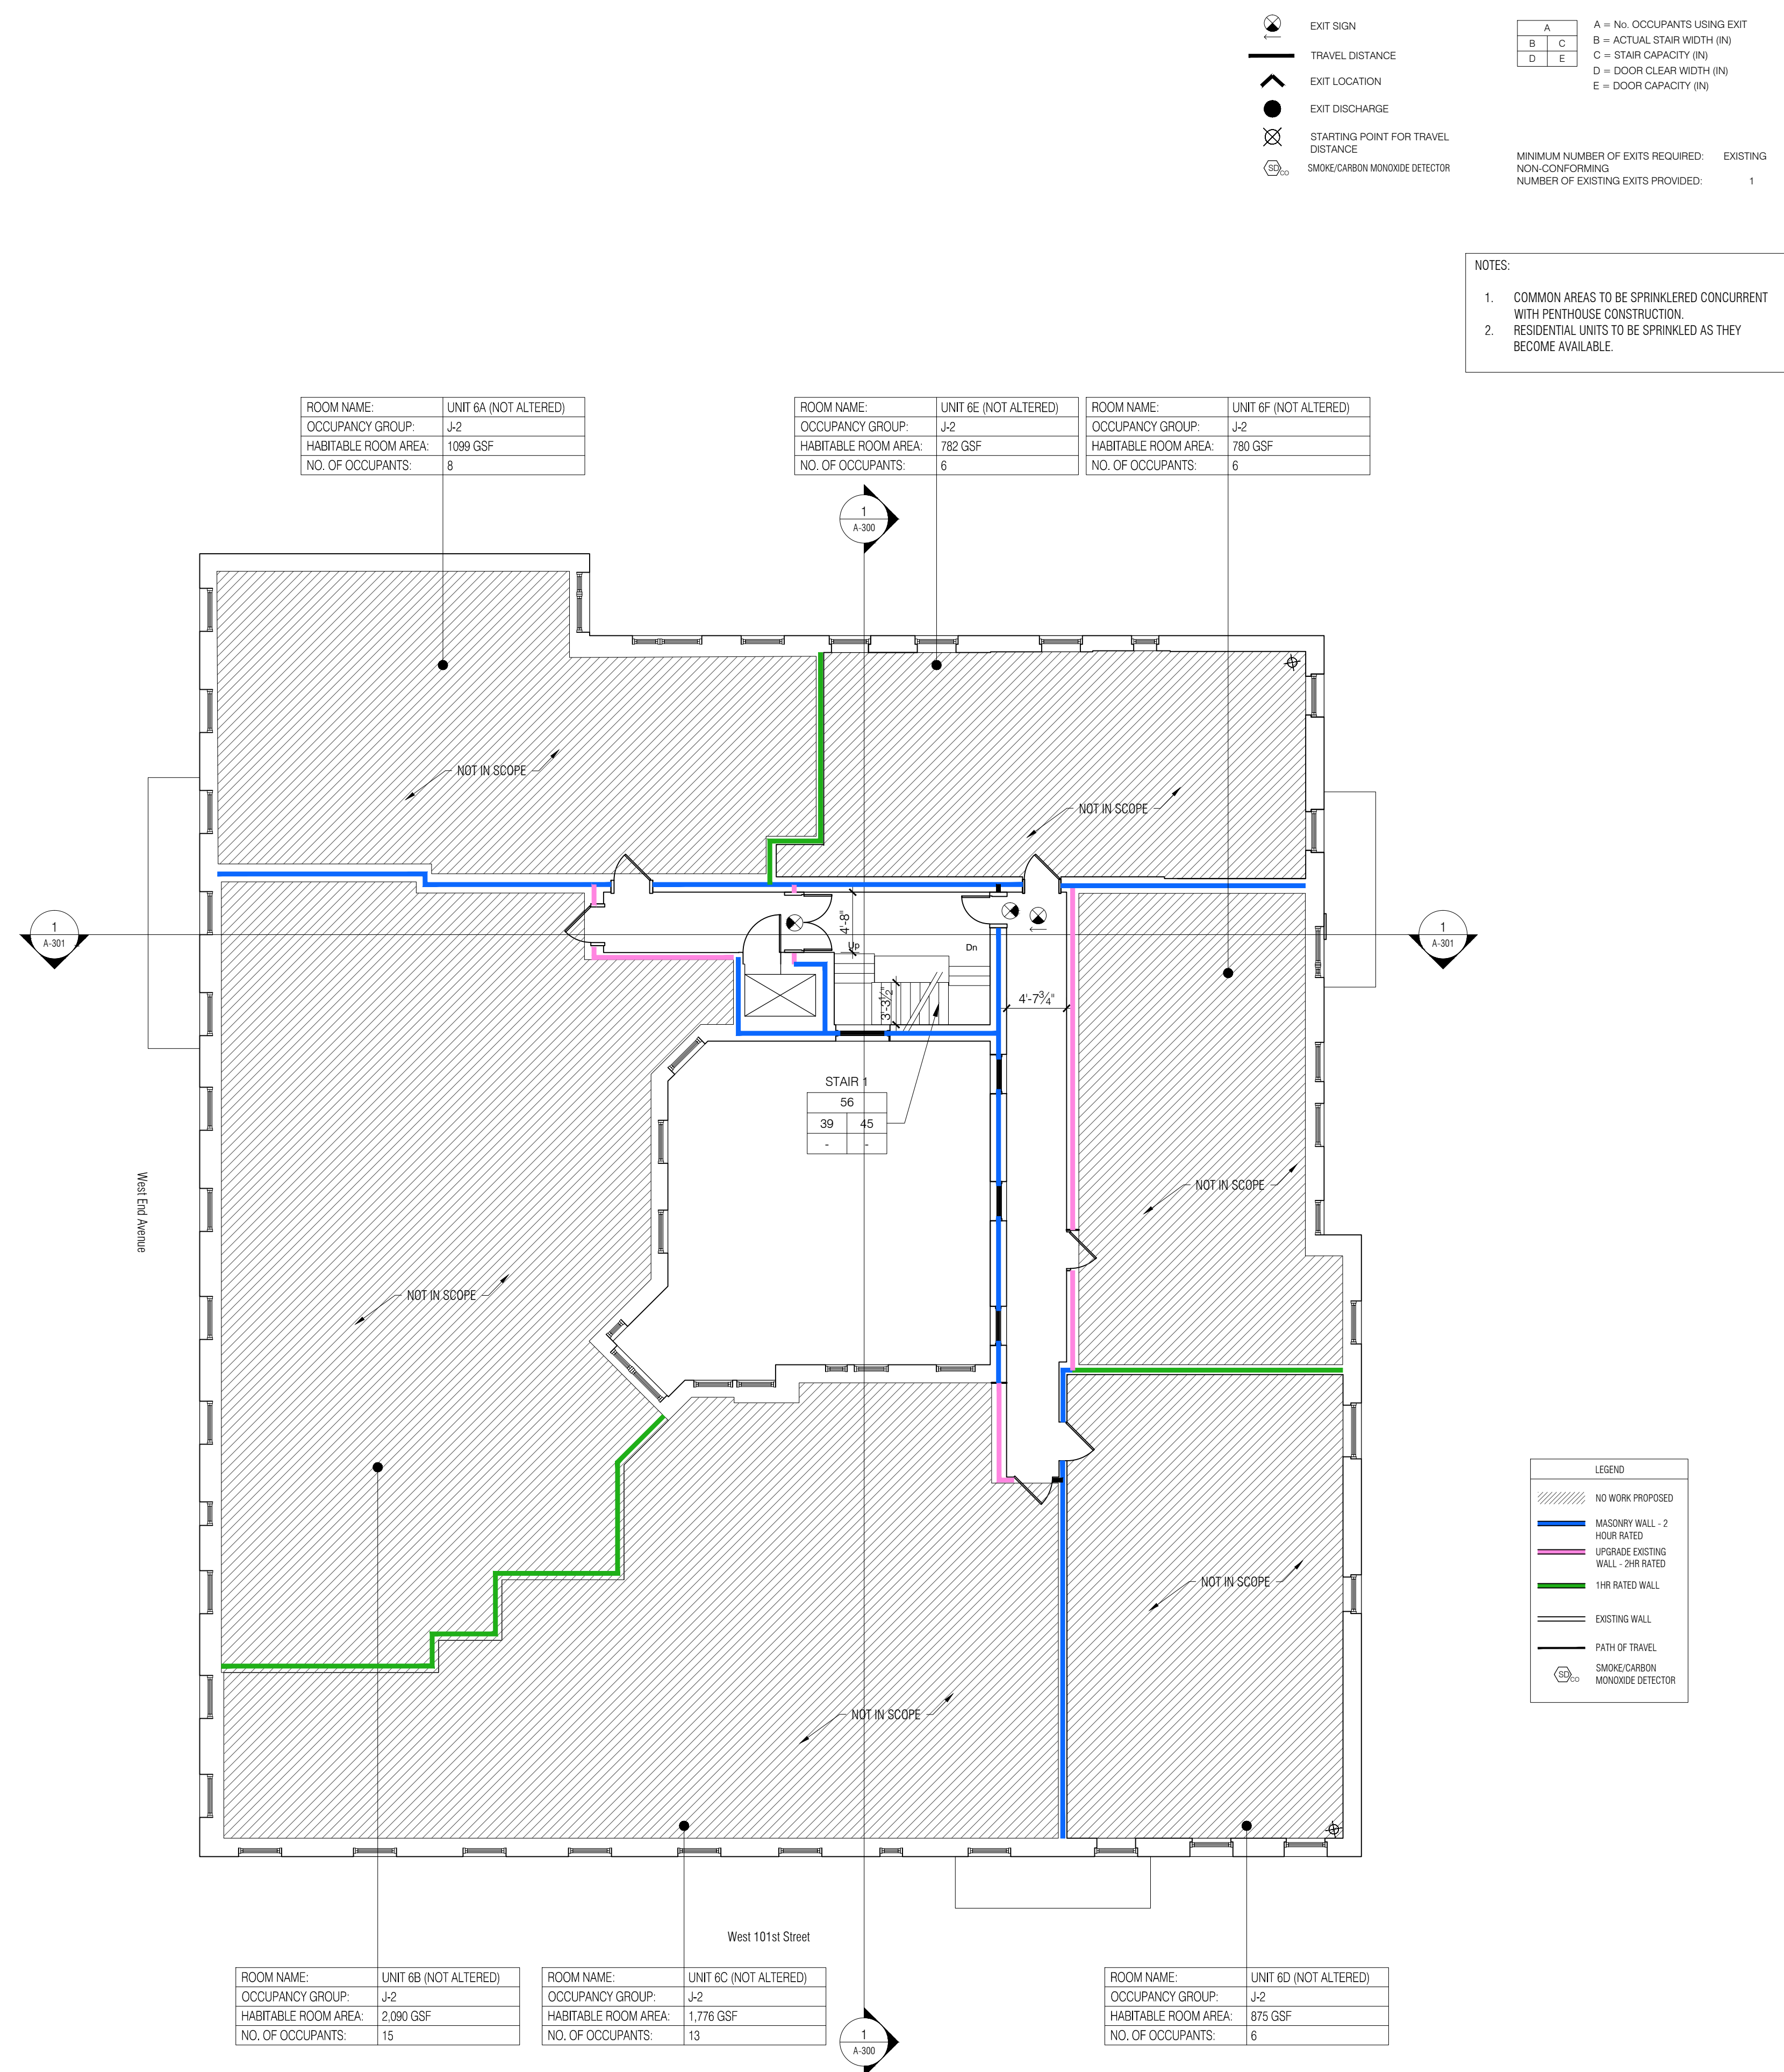 EXIT SIGN
TRAVEL DISTANCE
EXIT LOCATION
EXIT DISCHARGE
STARTING POINT FOR TRAVEL
DISTANCE
SD CO
SMOKE/CARBON MONOXIDE DETECTOR
A
B C
D E
A = No. OCCUPANTS USING EXIT
B = ACTUAL STAIR WIDTH (IN)
C = STAIR CAPACITY (IN)
D = DOOR CLEAR WIDTH (IN)
E = DOOR CAPACITY (IN)
MINIMUM NUMBER OF EXITS REQUIRED: EXISTING
NON-CONFORMING
NUMBER OF EXISTING EXITS PROVIDED: 1
NOTES:
1. COMMON AREAS TO BE SPRINKLERED CONCURRENT
WITH PENTHOUSE CONSTRUCTION.
2. RESIDENTIAL UNITS TO BE SPRINKLED AS THEY
BECOME AVAILABLE.
ROOM NAME: UNIT 6A (NOT ALTERED)
OCCUPANCY GROUP: J-2
HABITABLE ROOM AREA: 1099 GSF
NO. OF OCCUPANTS: 8
ROOM NAME: UNIT 6E (NOT ALTERED)
OCCUPANCY GROUP: J-2
HABITABLE ROOM AREA: 782 GSF
NO. OF OCCUPANTS: 6
ROOM NAME: UNIT 6F (NOT ALTERED)
OCCUPANCY GROUP: J-2
HABITABLE ROOM AREA: 780 GSF
NO. OF OCCUPANTS: 6
1
A-300
NOT IN SCOPE
NOT IN SCOPE
1
A-301
4'-8"
Up
Dn
1
A-301
3'-3½"
4'-7¾"
STAIR 1
56
39 45
- -
West End Avenue
NOT IN SCOPE
NOT IN SCOPE
NOT IN SCOPE
NOT IN SCOPE
LEGEND
NO WORK PROPOSED
MASONRY WALL - 2
HOUR RATED
UPGRADE EXISTING
WALL - 2HR RATED
1HR RATED WALL
EXISTING WALL
PATH OF TRAVEL
SD CO
SMOKE/CARBON
MONOXIDE DETECTOR
West 101st Street
ROOM NAME: UNIT 6B (NOT ALTERED)
OCCUPANCY GROUP: J-2
HABITABLE ROOM AREA: 2,090 GSF
NO. OF OCCUPANTS: 15
ROOM NAME: UNIT 6C (NOT ALTERED)
OCCUPANCY GROUP: J-2
HABITABLE ROOM AREA: 1,776 GSF
NO. OF OCCUPANTS: 13
1
A-300
ROOM NAME: UNIT 6D (NOT ALTERED)
OCCUPANCY GROUP: J-2
HABITABLE ROOM AREA: 875 GSF
NO. OF OCCUPANTS: 6